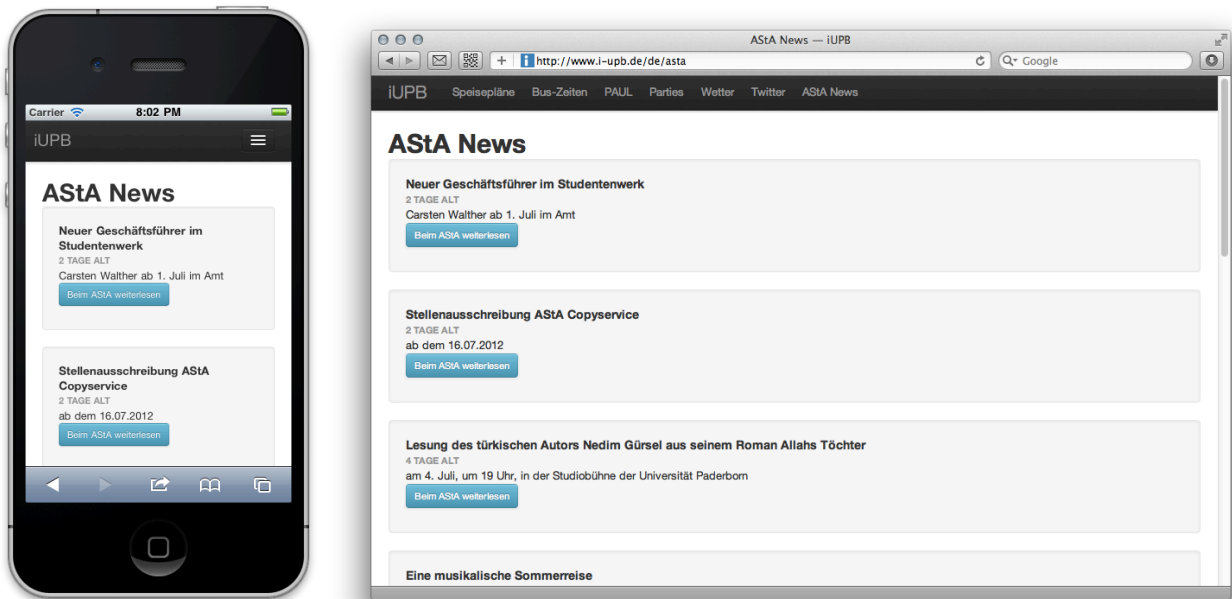 Carrier 8:02 PM
iUPB
AStA News
Neuer Geschäftsführer im
Studentenwerk
2 TAGE ALT
Carsten Walther ab 1. Juli im Amt
Beim AStA weiterlesen
Stellenausschreibung AStA
Copyservice
2 TAGE ALT
ab dem 16.07.2012
Beim AStA weiterlesen
AStA News — iUPB
http://www.i-upb.de/de/asta
Google
iUPB Speisepläne Bus-Zeiten PAUL Parties Wetter Twitter AStA News
AStA News
Neuer Geschäftsführer im Studentenwerk
2 TAGE ALT
Carsten Walther ab 1. Juli im Amt
Beim AStA weiterlesen
Stellenausschreibung AStA Copyservice
2 TAGE ALT
ab dem 16.07.2012
Beim AStA weiterlesen
Lesung des türkischen Autors Nedim Gürsel aus seinem Roman Allahs Töchter
4 TAGE ALT
am 4. Juli, um 19 Uhr, in der Studiobühne der Universität Paderborn
Beim AStA weiterlesen
Eine musikalische Sommerreise